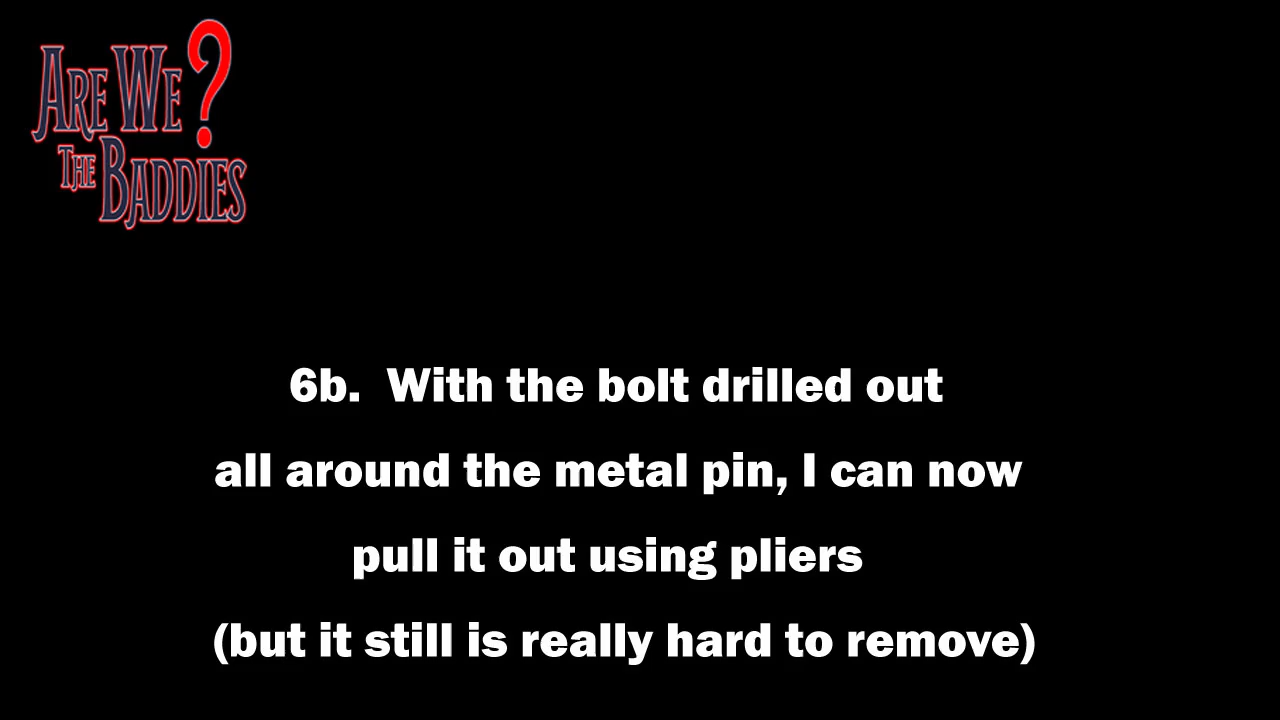 ARE WE ?
THE BADDIES
6b.  With the bolt drilled out
all around the metal pin, I can now
pull it out using pliers
(but it still is really hard to remove)